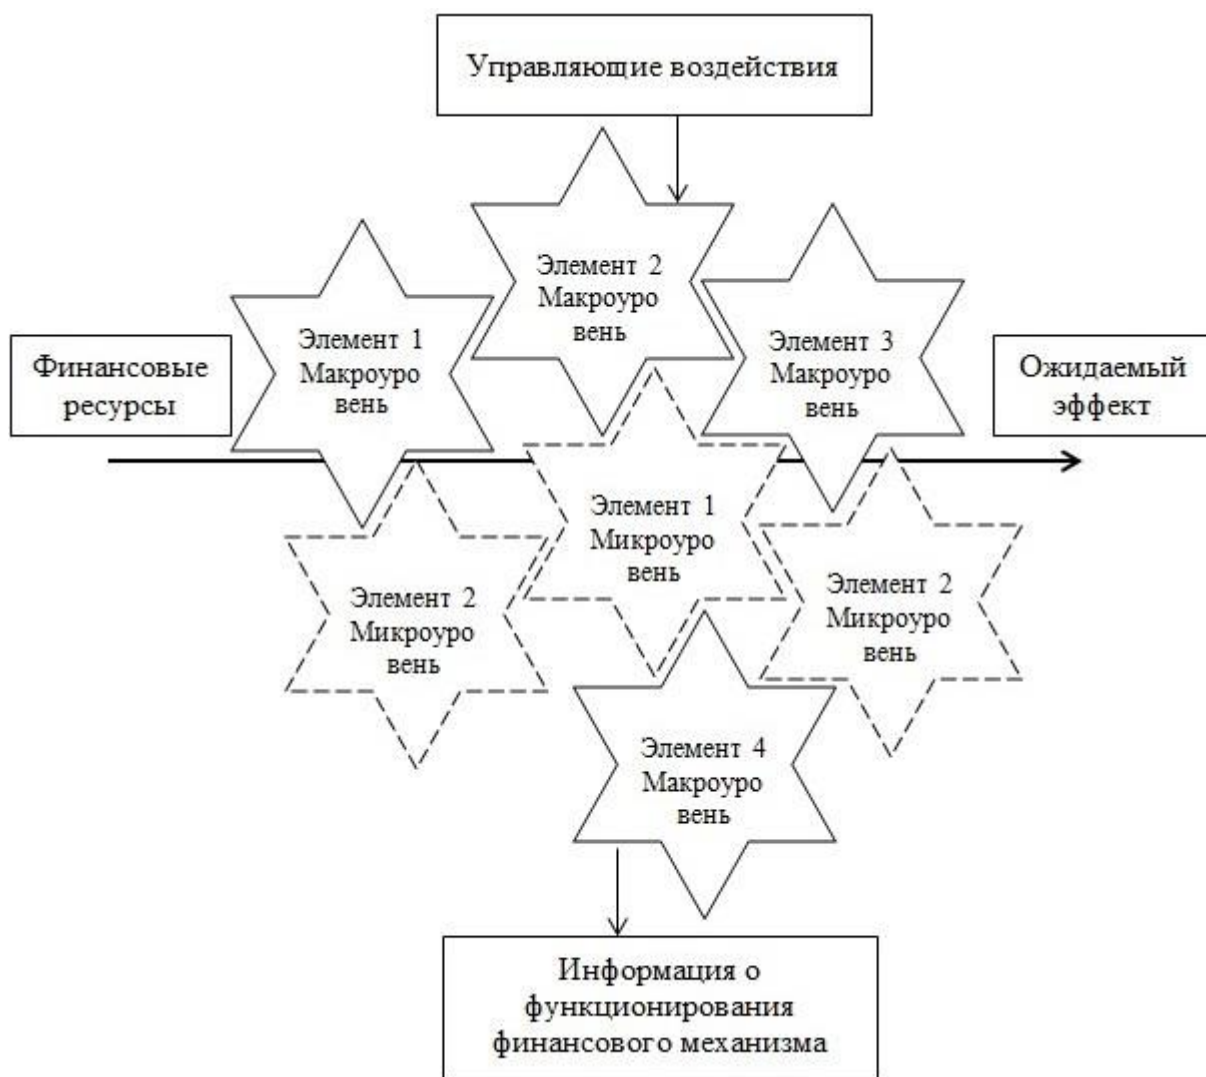 Управляющие воздействия
Элемент 2
Макроуро
вень
Элемент 1
Макроуро
вень
Элемент 3
Макроуро
вень
Финансовые
ресурсы
Ожидаемый
эффект
Элемент 1
Микроуро
вень
Элемент 2
Микроуро
вень
Элемент 2
Микроуро
вень
Элемент 4
Макроуро
вень
Информация о
функционирования
финансового механизма